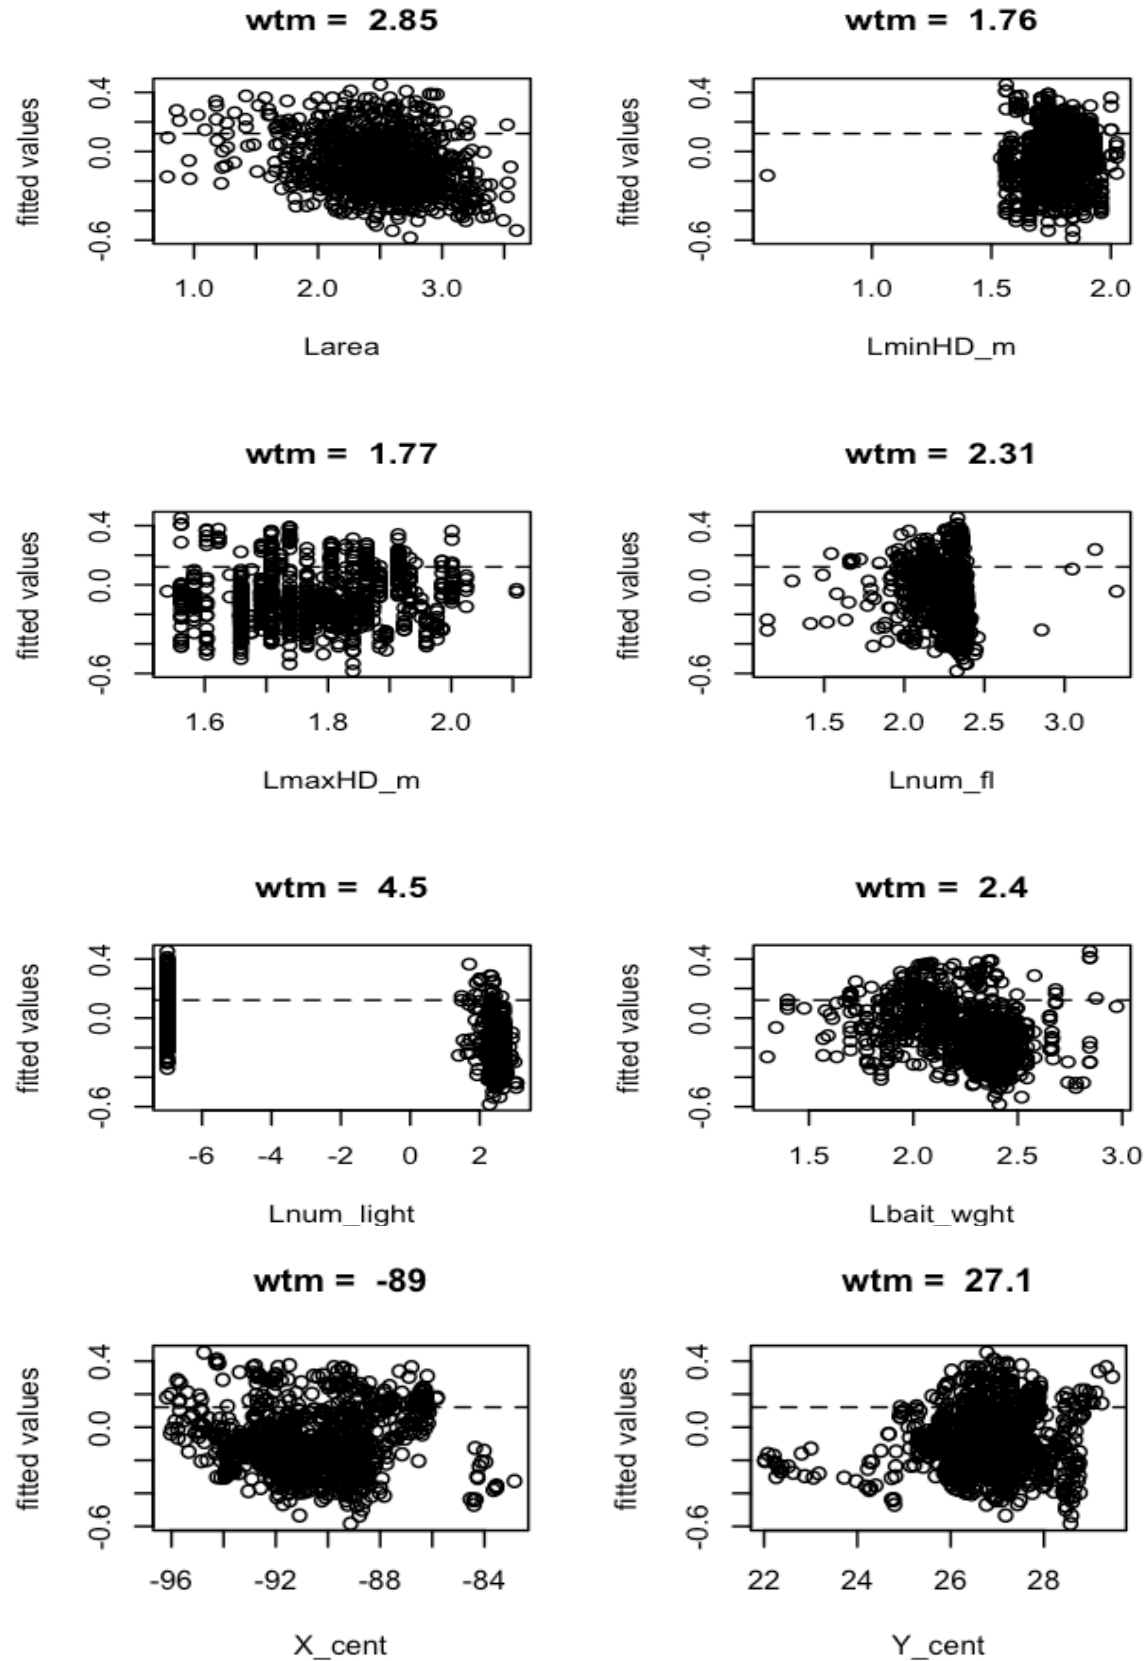 wtm = 2.85
fitted values
0.4
0.0
-0.6
1.0 2.0 3.0
Larea
wtm = 1.76
fitted values
0.4
0.0
-0.6
1.0 1.5 2.0
LminHD_m
wtm = 1.77
fitted values
0.4
0.0
-0.6
1.6 1.8 2.0
LmaxHD_m
wtm = 2.31
fitted values
0.4
0.0
-0.6
1.5 2.0 2.5 3.0
Lnum_fl
wtm = 4.5
fitted values
0.4
0.0
-0.6
-6 -4 -2 0 2
Lnum_light
wtm = 2.4
fitted values
0.4
0.0
-0.6
1.5 2.0 2.5 3.0
Lbait_wght
wtm = -89
fitted values
0.4
0.0
-0.6
-96 -92 -88 -84
X_cent
wtm = 27.1
fitted values
0.4
0.0
-0.6
22 24 26 28
Y_cent